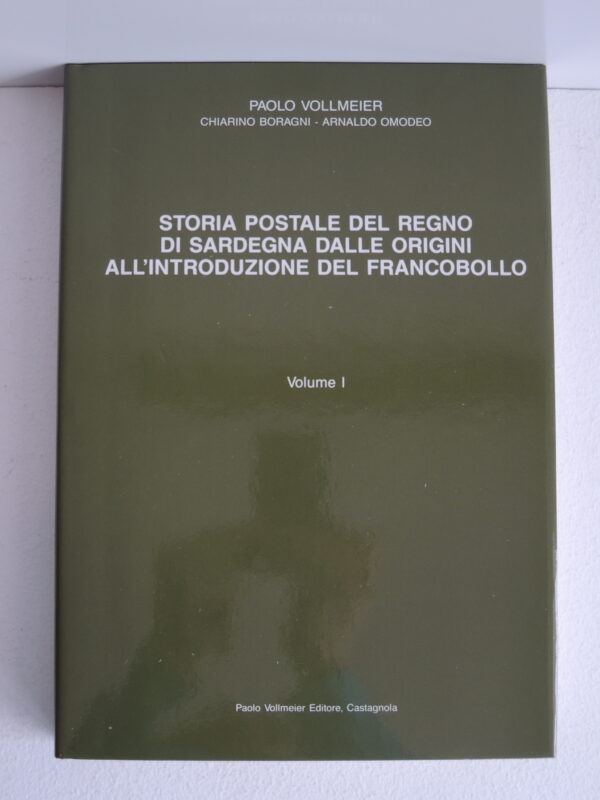 PAOLO VOLLMEIER
CHIARINO BORAGNI - ARNALDO OMODEO
STORIA POSTALE DEL REGNO
DI SARDEGNA DALLE ORIGINI
ALL'INTRODUZIONE DEL FRANCOBOLLO
Volume I
Paolo Vollmeier Editore, Castagnola